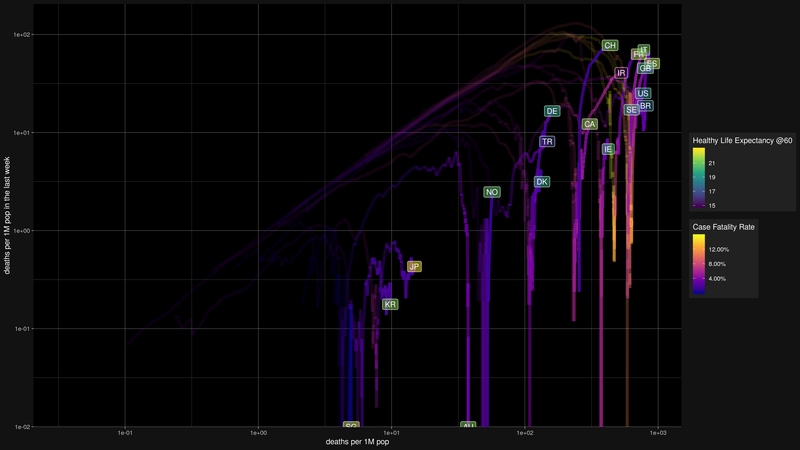 1e+02
1e+01
1e+00
1e-01
1e-02
deaths per 1M pop in the last week
CH
IT
ES
GB
IR
US
BR
SE
DE
CA
TR
IE
DK
NO
JP
KR
SG
AU
1e-01
1e+00
1e+01
1e+02
1e+03
deaths per 1M pop
Healthy Life Expectancy @60
21
19
17
15
Case Fatality Rate
12.00%
8.00%
4.00%